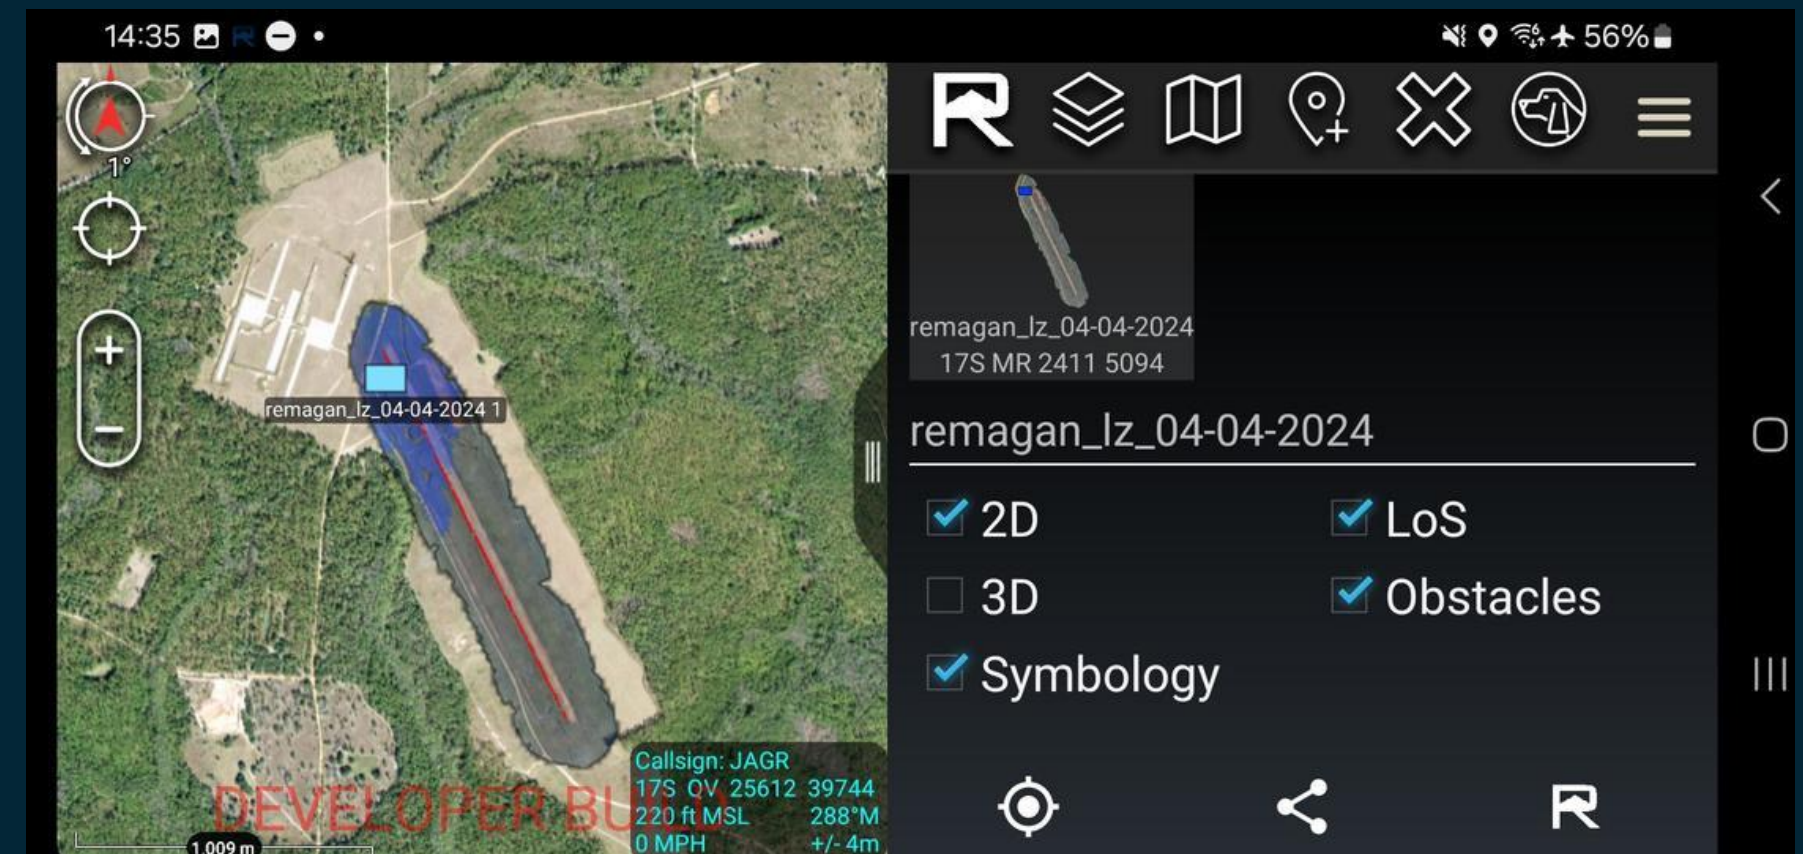 14:35
56%
1°
remagan_lz_04-04-2024 1
Callsign: JAGR
17S QV 25612 39744
220 ft MSL 288°M
0 MPH +/- 4m
DEVELOPER BUILD
1,009 m
remagan_lz_04-04-2024
17S MR 2411 5094
remagan_lz_04-04-2024
2D
LoS
3D
Obstacles
Symbology